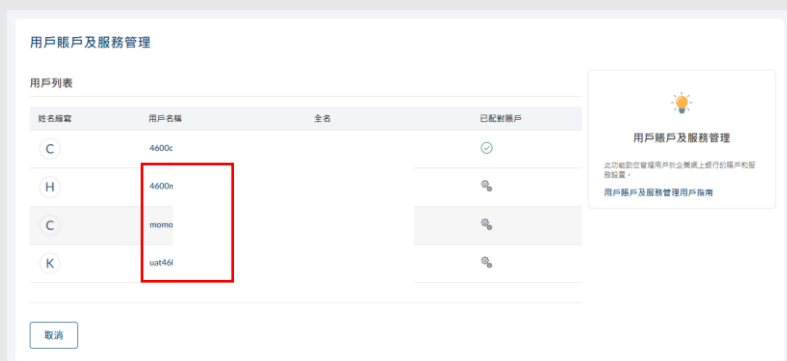 用戶賬戶及服務管理
用戶列表
姓名縮寫 用戶名稱 全名 已配對賬戶
C 4600c
H 4600r
C momo
K uat46
取消
用戶賬戶及服務管理
此功能助您管理用戶於企業網上銀行的賬戶和服
務設置。
用戶賬戶及服務管理用戶指南